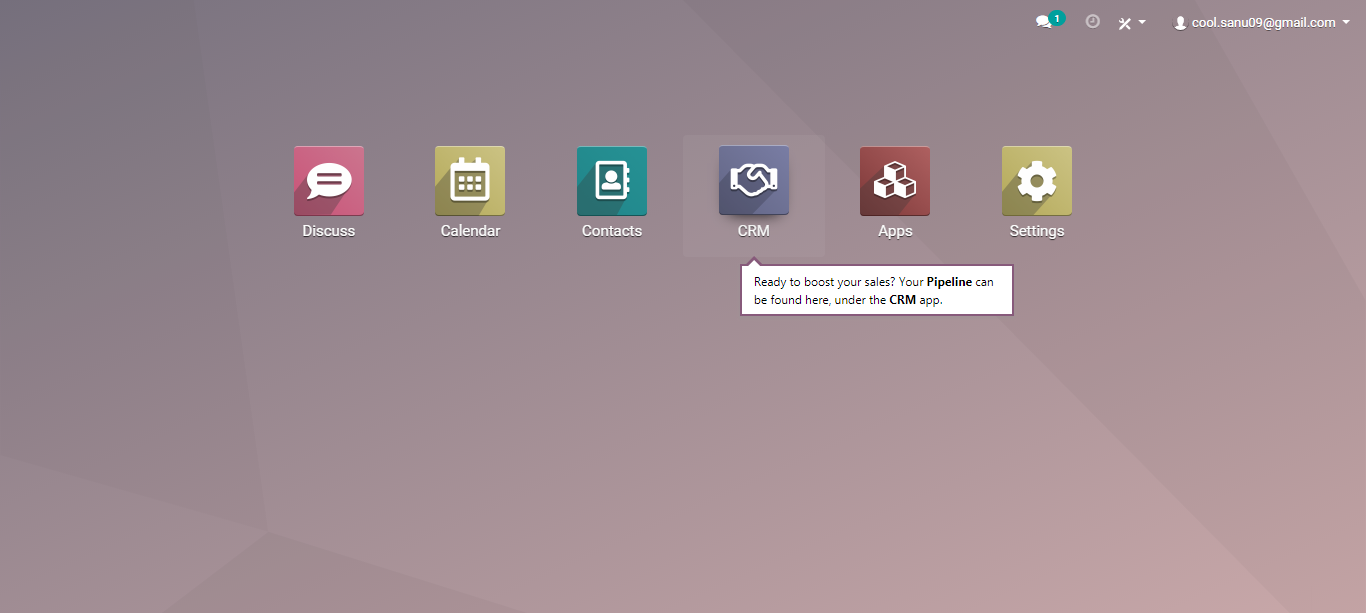 1
cool.sanu09@gmail.com
Discuss
Calendar
Contacts
CRM
Apps
Settings
Ready to boost your sales? Your Pipeline can
be found here, under the CRM app.